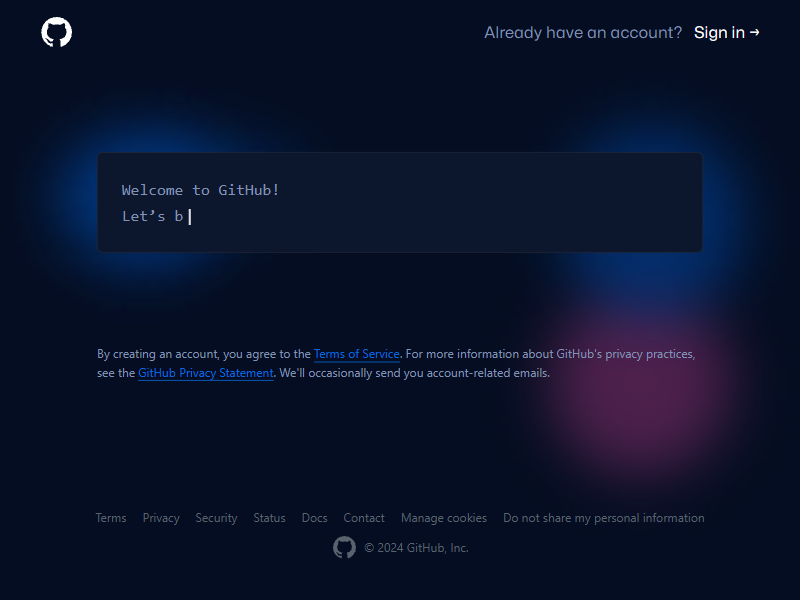 Already have an account? Sign in →
Welcome to GitHub!
Let’s b
By creating an account, you agree to the Terms of Service. For more information about GitHub's privacy practices,
see the GitHub Privacy Statement. We'll occasionally send you account-related emails.
Terms Privacy Security Status Docs Contact Manage cookies Do not share my personal information
© 2024 GitHub, Inc.